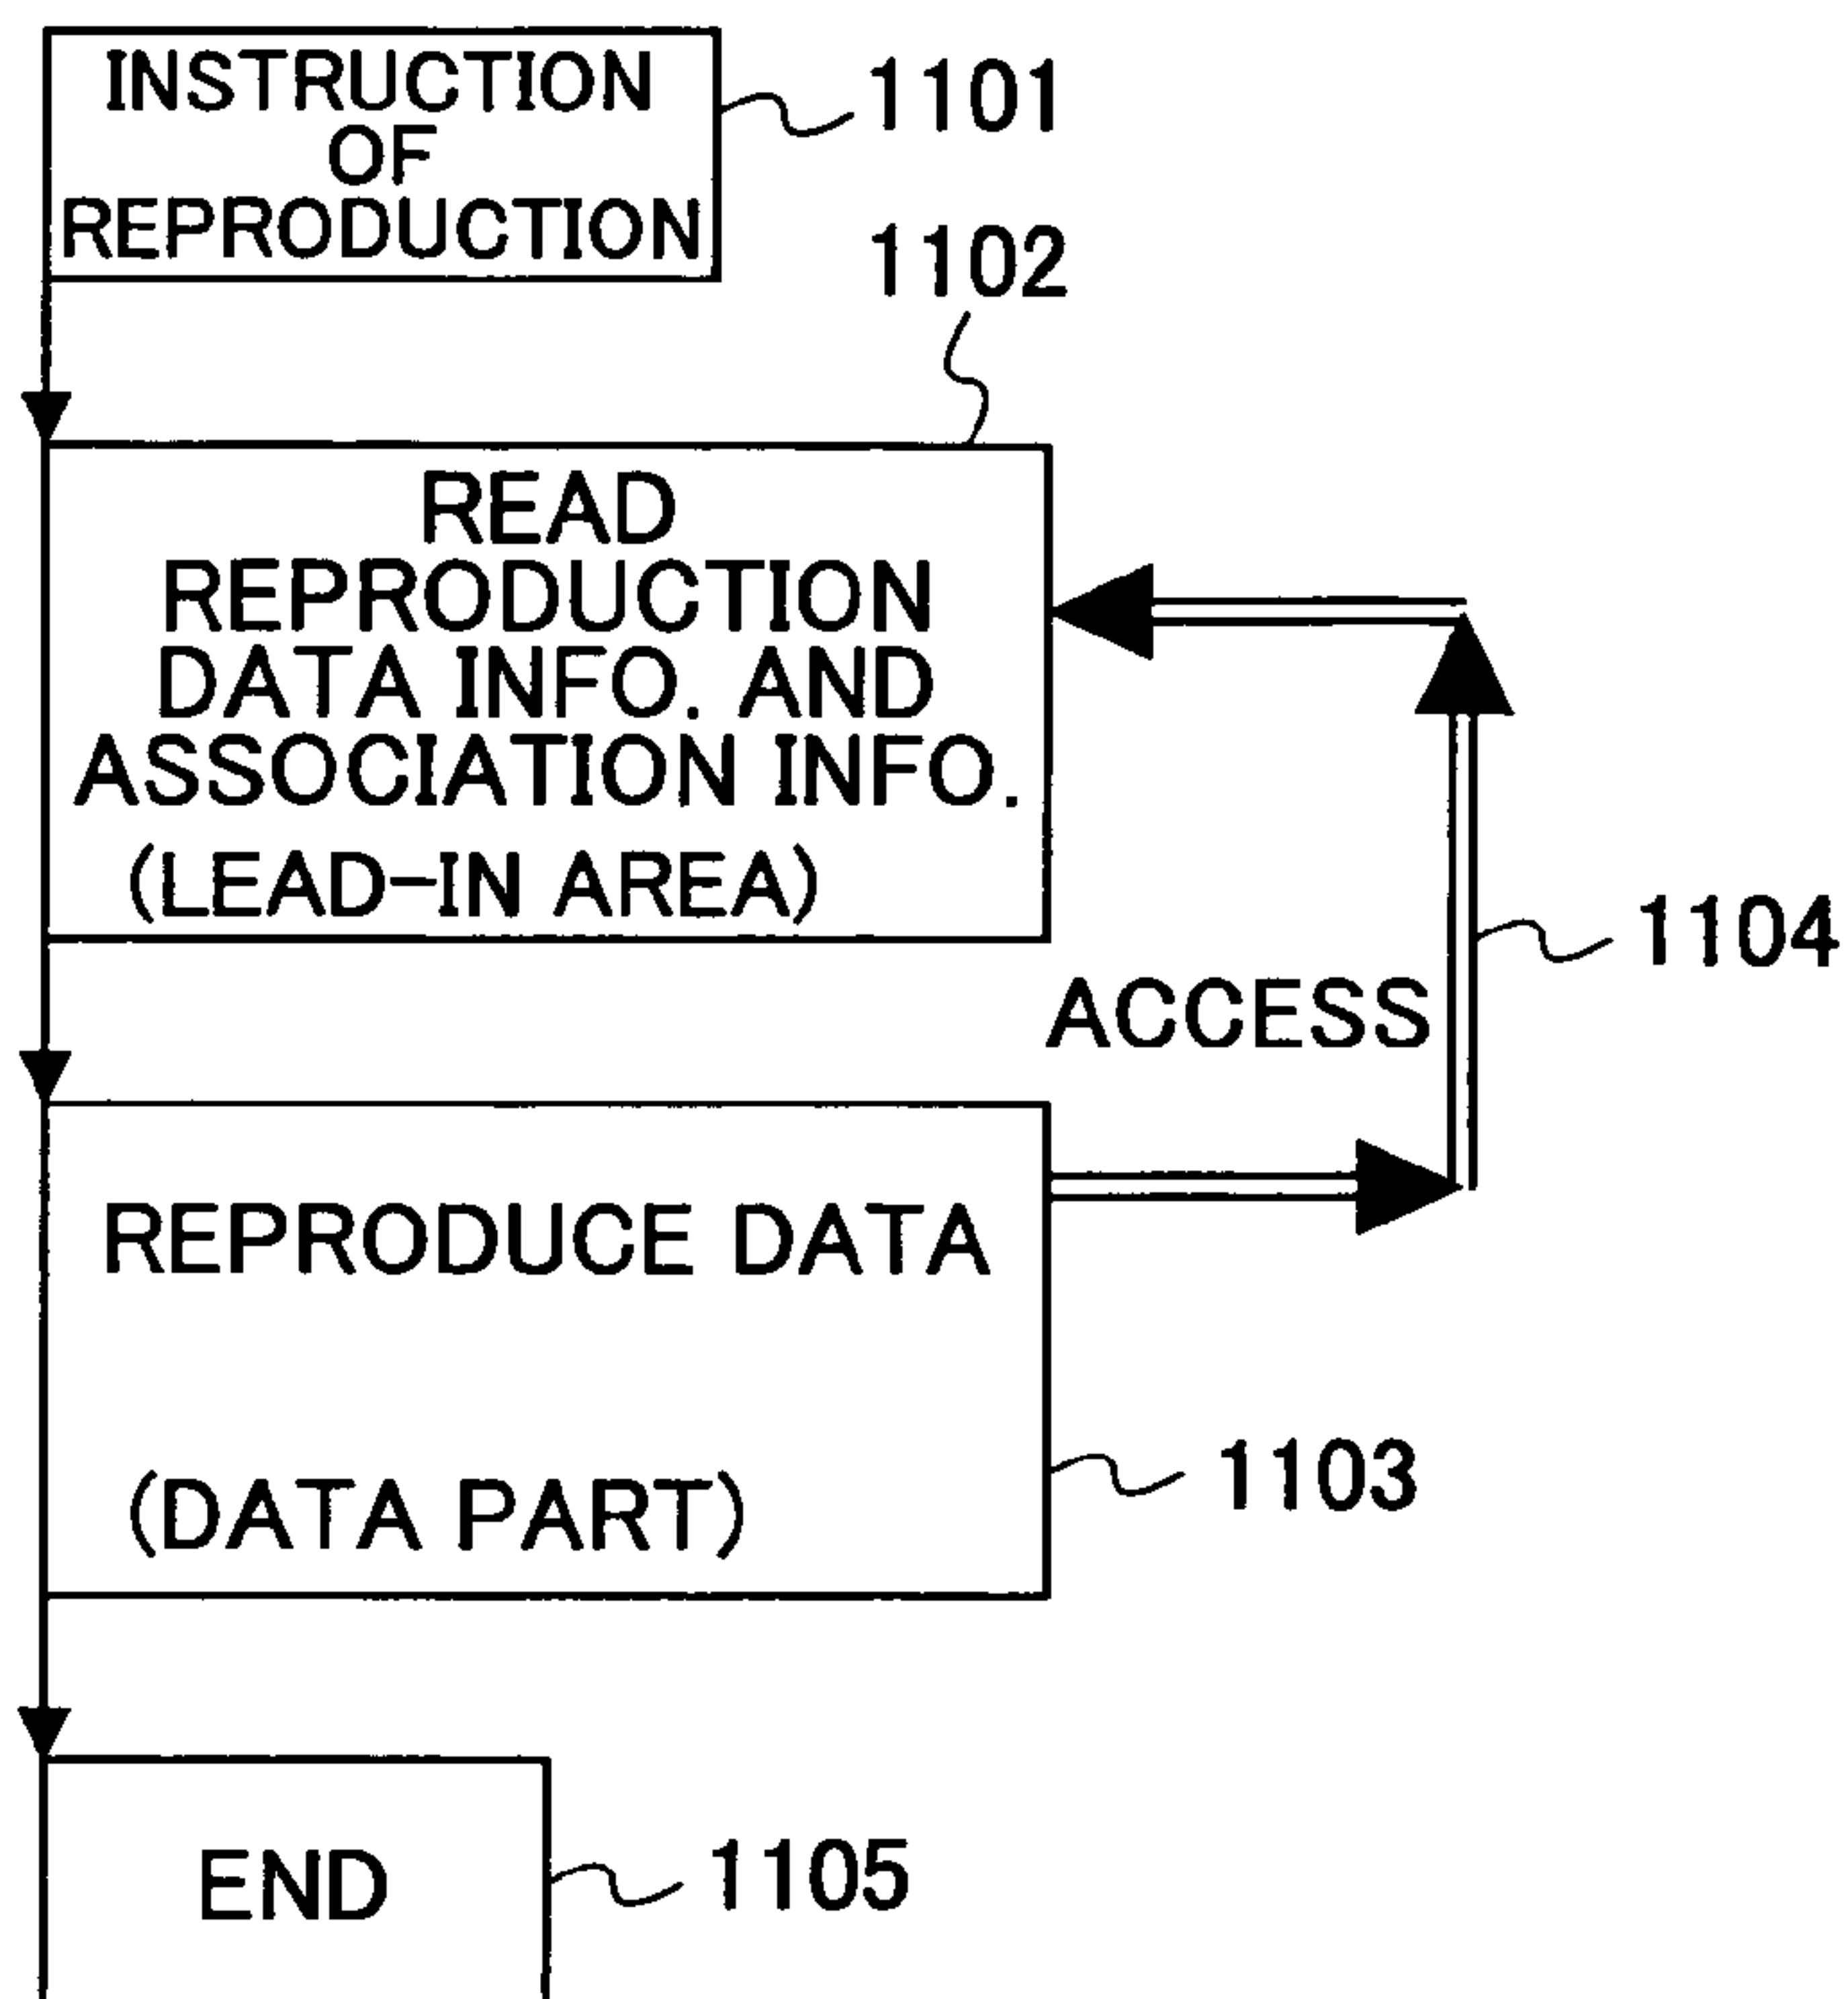 INSTRUCTION
OF
REPRODUCTION
1101
1102
READ
REPRODUCTION
DATA INFO. AND
ASSOCIATION INFO.
(LEAD-IN AREA)
1104
ACCESS
REPRODUCE DATA
1103
(DATA PART)
END
1105